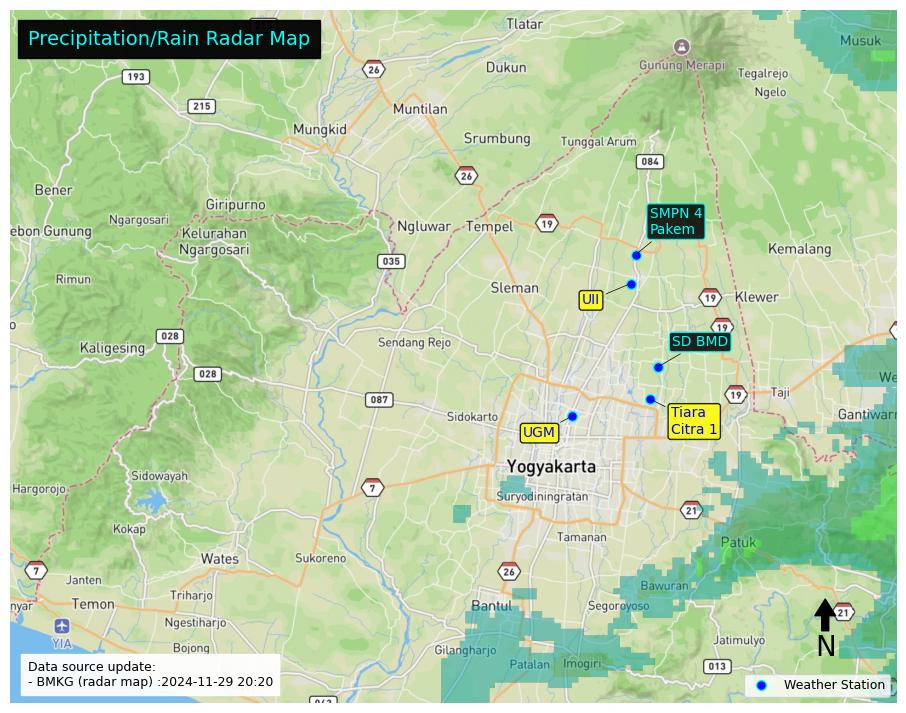 Precipitation/Rain Radar Map
Tlatar
Musuk
Gunung Merapi
Tegalrejo
Ngelo
26
Dukun
193
215
Muntilan
Mungkid
Srumbung
Tunggal Arum
084
26
Bener
Giripurno
Ngargosari
ebon Gunung
Kelurahan
Ngargosari
Ngluwar
Tempel
19
SMPN 4
Pakem
Kemalang
035
Rimun
Sleman
UII
19
Klewer
19
028
Kaligesing
Sendang Rejo
SD BMD
028
We
087
19
Taji
Sidokarto
UGM
Tiara
Citra 1
Gantiwar
Yogyakarta
Sidowayah
Hargorojo
7
Suryodiningratan
21
Kokap
Tamanan
Patuk
Wates
Sukoreno
7
Janten
26
Bawuran
nyar
Temon
Triharjo
Bantul
Segoroyoso
21
Ngestiharjo
YIA
N
Bojong
Gilangharjo
Jatimulyo
Patalan
Imogiri
013
Data source update:
- BMKG (radar map) :2024-11-29 20:20
Weather Station